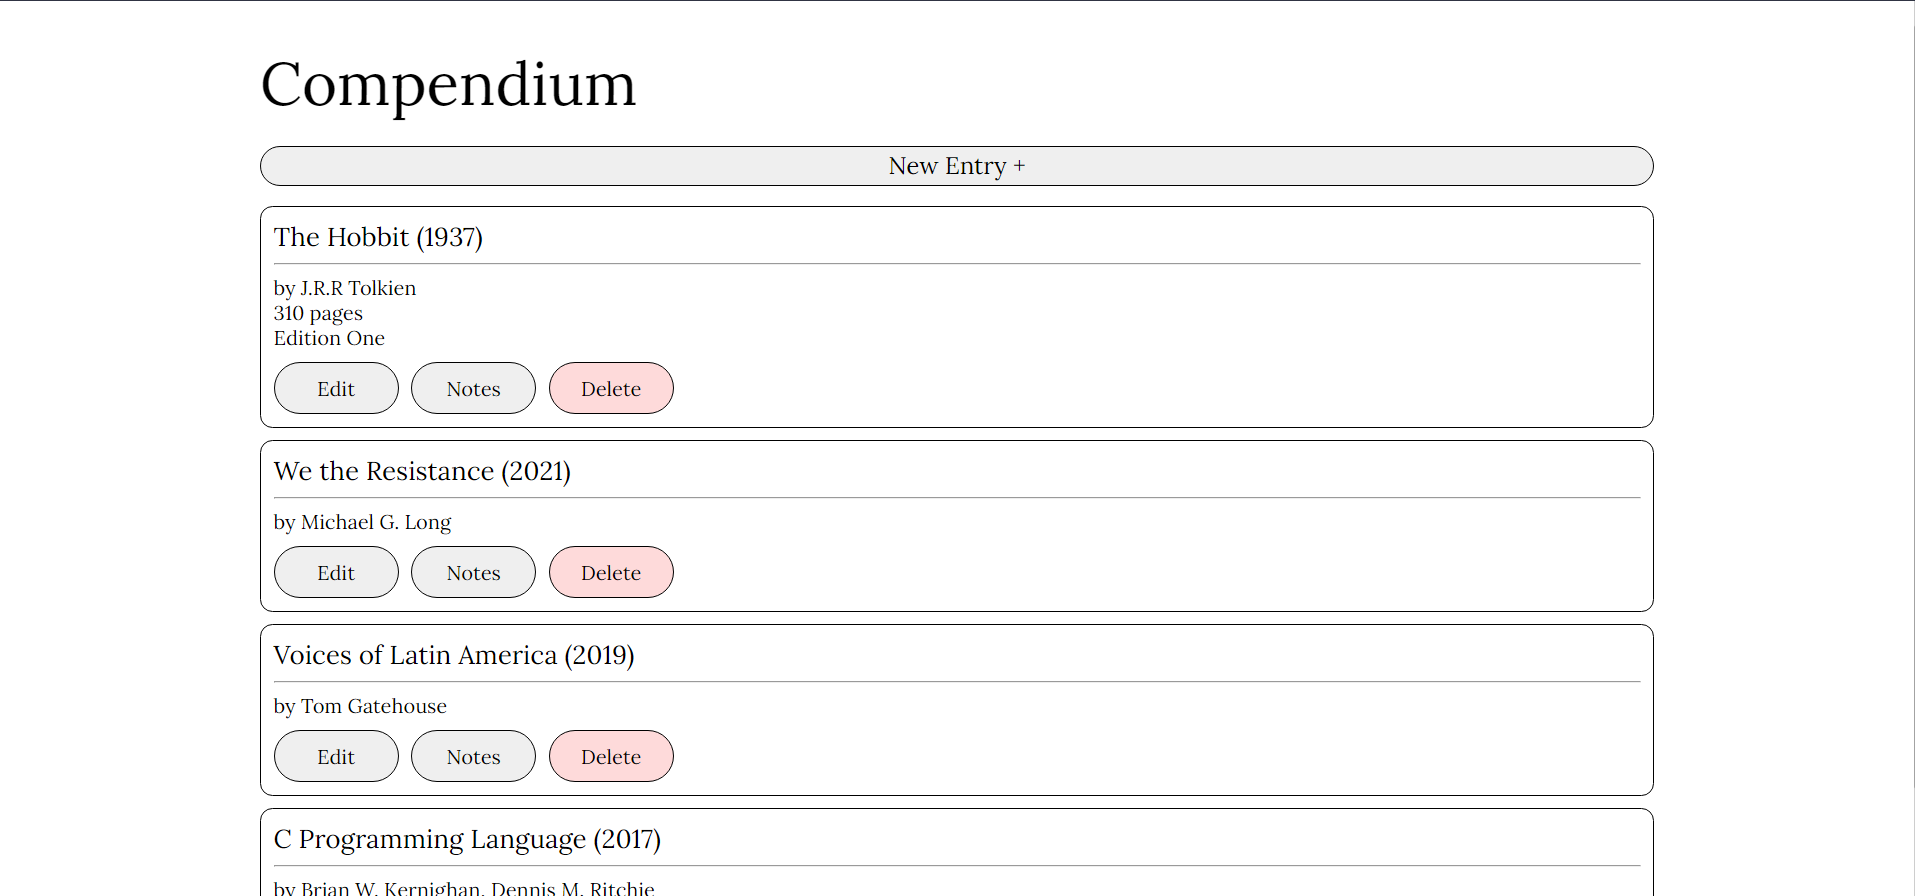 Compendium
New Entry +
The Hobbit (1937)
by J.R.R Tolkien
310 pages
Edition One
Edit Notes Delete
We the Resistance (2021)
by Michael G. Long
Edit Notes Delete
Voices of Latin America (2019)
by Tom Gatehouse
Edit Notes Delete
C Programming Language (2017)
by Brian W. Kernighan, Dennis M. Ritchie